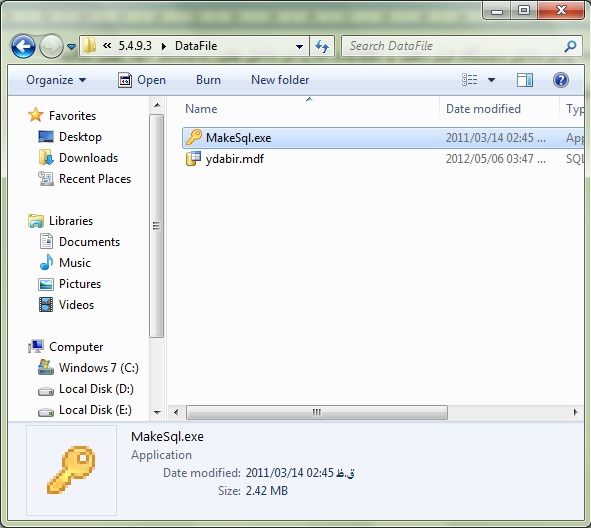 « 5.4.9.3 ▸ DataFile
Search DataFile
Organize Open Burn New folder
Favorites
Desktop
Downloads
Recent Places
Libraries
Documents
Music
Pictures
Videos
Computer
Windows 7 (C:)
Local Disk (D:)
Local Disk (E:)
Name Date modified Typ
MakeSql.exe 2011/03/14 02:45 ... App
ydabir.mdf 2012/05/06 03:47 ... SQL
MakeSql.exe
Application
Date modified: 2011/03/14 02:45 ق.ظ
Size: 2.42 MB